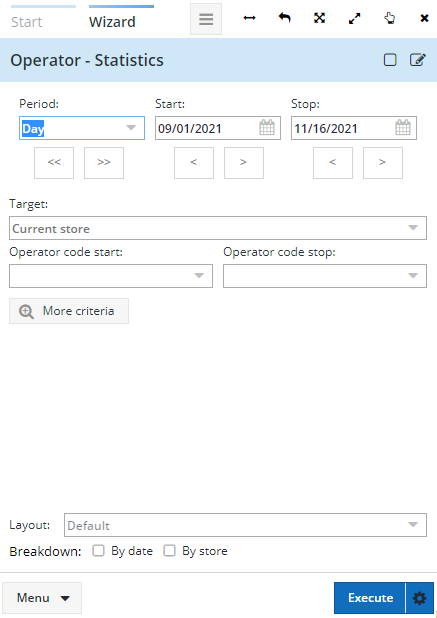 Start Wizard
Operator - Statistics
Period: Start: Stop:
Day 09/01/2021 11/16/2021
<< >> < > < >
Target:
Current store
Operator code start: Operator code stop:
More criteria
Layout: Default
Breakdown: By date By store
Menu Execute